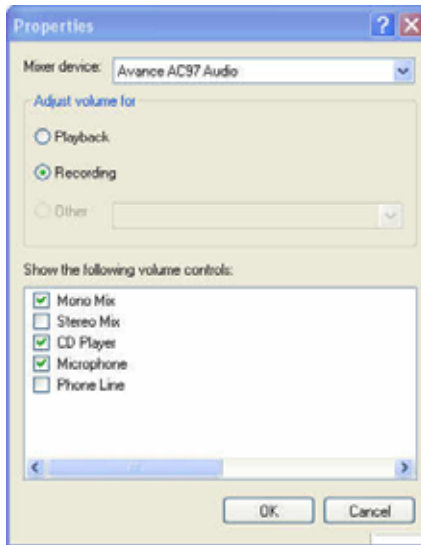 Properties
Mixer device: Avance AC97 Audio
Adjust volume for
Playback
Recording
Other
Show the following volume controls:
Mono Mix
Stereo Mix
CD Player
Microphone
Phone Line
OK Cancel